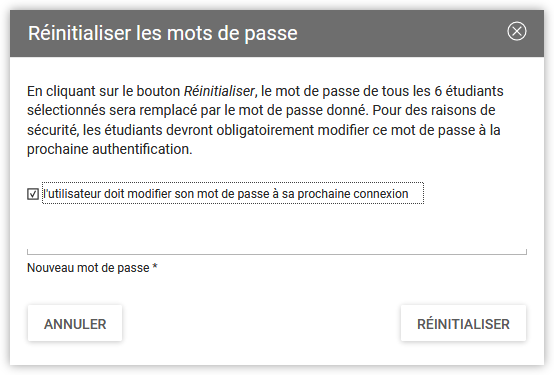 Réinitialiser les mots de passe
En cliquant sur le bouton Réinitialiser, le mot de passe de tous les 6 étudiants
sélectionnés sera remplacé par le mot de passe donné. Pour des raisons de
sécurité, les étudiants devront obligatoirement modifier ce mot de passe à la
prochaine authentification.
l'utilisateur doit modifier son mot de passe à sa prochaine connexion
Nouveau mot de passe *
ANNULER
RÉINITIALISER